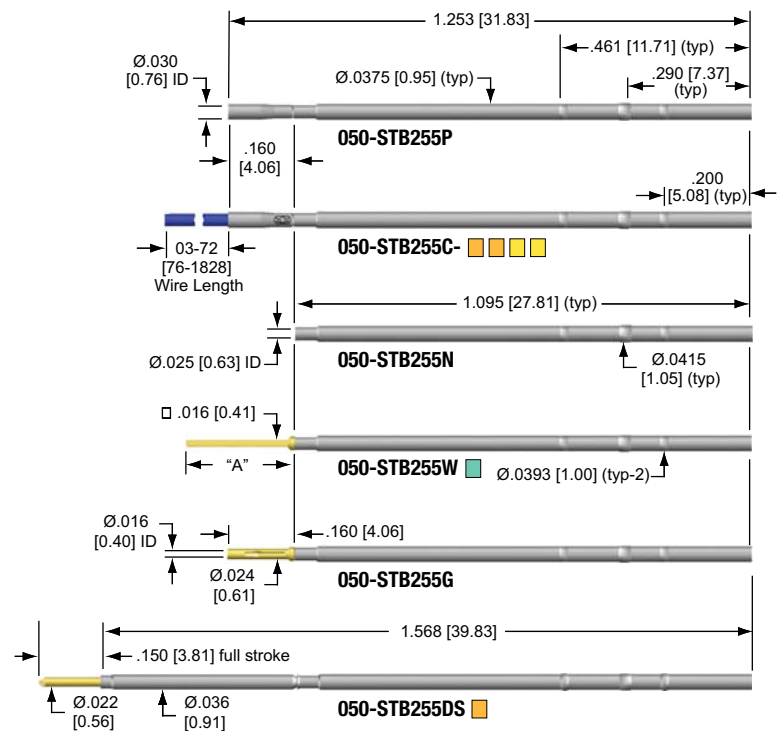 1.253 [31.83]
.461 [11.71] (typ)
Ø.030
[0.76] ID
Ø.0375 [0.95] (typ)
.290 [7.37]
(typ)
050-STB255P
.160
[4.06]
.200
[5.08] (typ)
03-72
[76-1828]
Wire Length
050-STB255C-
1.095 [27.81] (typ)
Ø.025 [0.63] ID
050-STB255N
Ø.0415
[1.05] (typ)
□ .016 [0.41]
“A”
050-STB255W
Ø.0393 [1.00] (typ-2)
Ø.016
[0.40] ID
.160 [4.06]
Ø.024
[0.61]
050-STB255G
1.568 [39.83]
.150 [3.81] full stroke
Ø.022
[0.56]
Ø.036
[0.91]
050-STB255DS